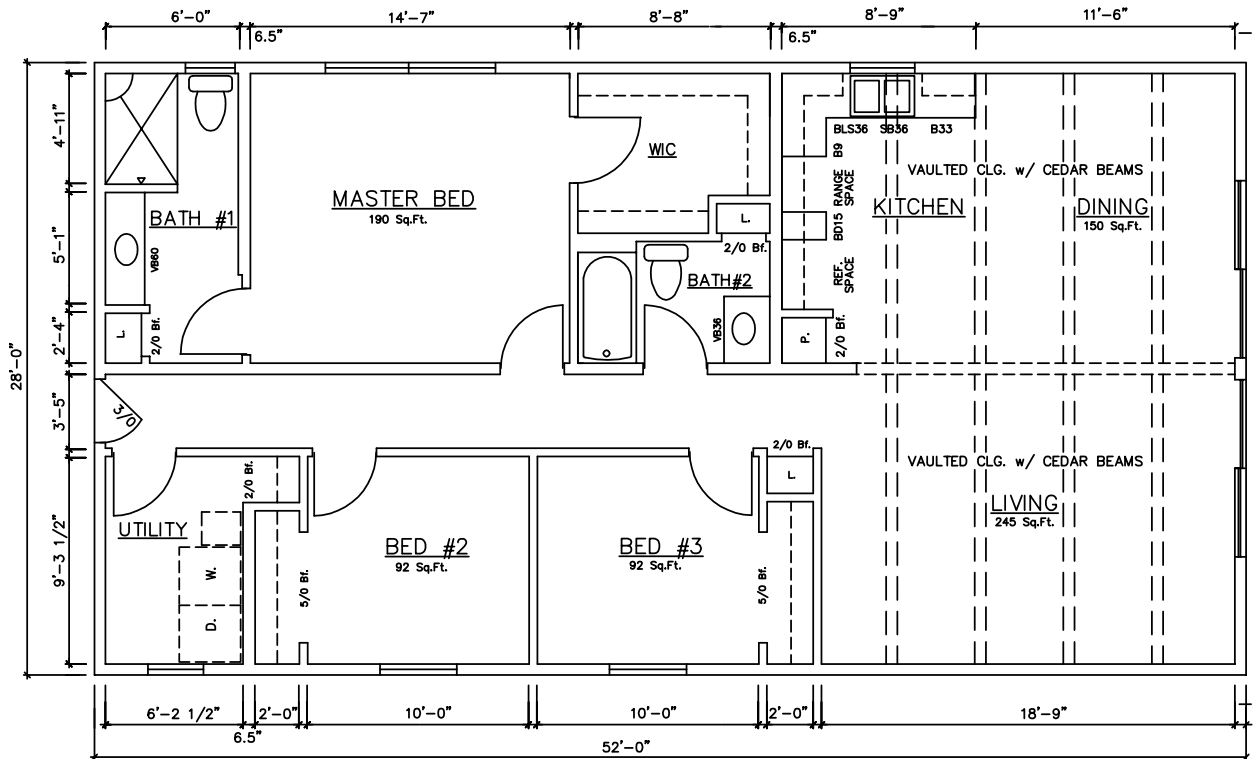 6'-0"
14'-7"
8'-8"
8'-9"
11'-6"
6.5"
6.5"
4'-11"
5'-1"
2'-4"
3'-5"
9'-3 1/2"
28'-0"
BATH #1
VB60
L.
2/0 Bf.
MASTER BED
190 Sq.Ft.
WIC
L.
2/0 Bf.
BATH#2
VB36
BLS36 SB36 B33
B9
RANGE SPACE
BD15
REF. SPACE
P.
2/0 Bf.
VAULTED CLG. w/ CEDAR BEAMS
KITCHEN
DINING
150 Sq.Ft.
3/0
UTILITY
2/0 Bf.
W.
D.
5/0 Bf.
BED #2
92 Sq.Ft.
BED #3
92 Sq.Ft.
5/0 Bf.
2/0 Bf.
L.
VAULTED CLG. w/ CEDAR BEAMS
LIVING
245 Sq.Ft.
6'-2 1/2"
2'-0"
10'-0"
10'-0"
2'-0"
18'-9"
6.5"
52'-0"